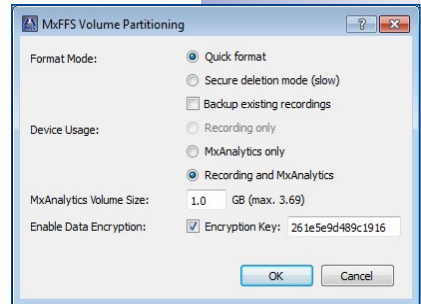 MxFFS Volume Partitioning
Format Mode: Quick format
Secure deletion mode (slow)
Backup existing recordings
Device Usage: Recording only
MxAnalytics only
Recording and MxAnalytics
MxAnalytics Volume Size: 1.0 GB (max. 3.69)
Enable Data Encryption: Encryption Key: 261e5e9d489c1916
OK Cancel